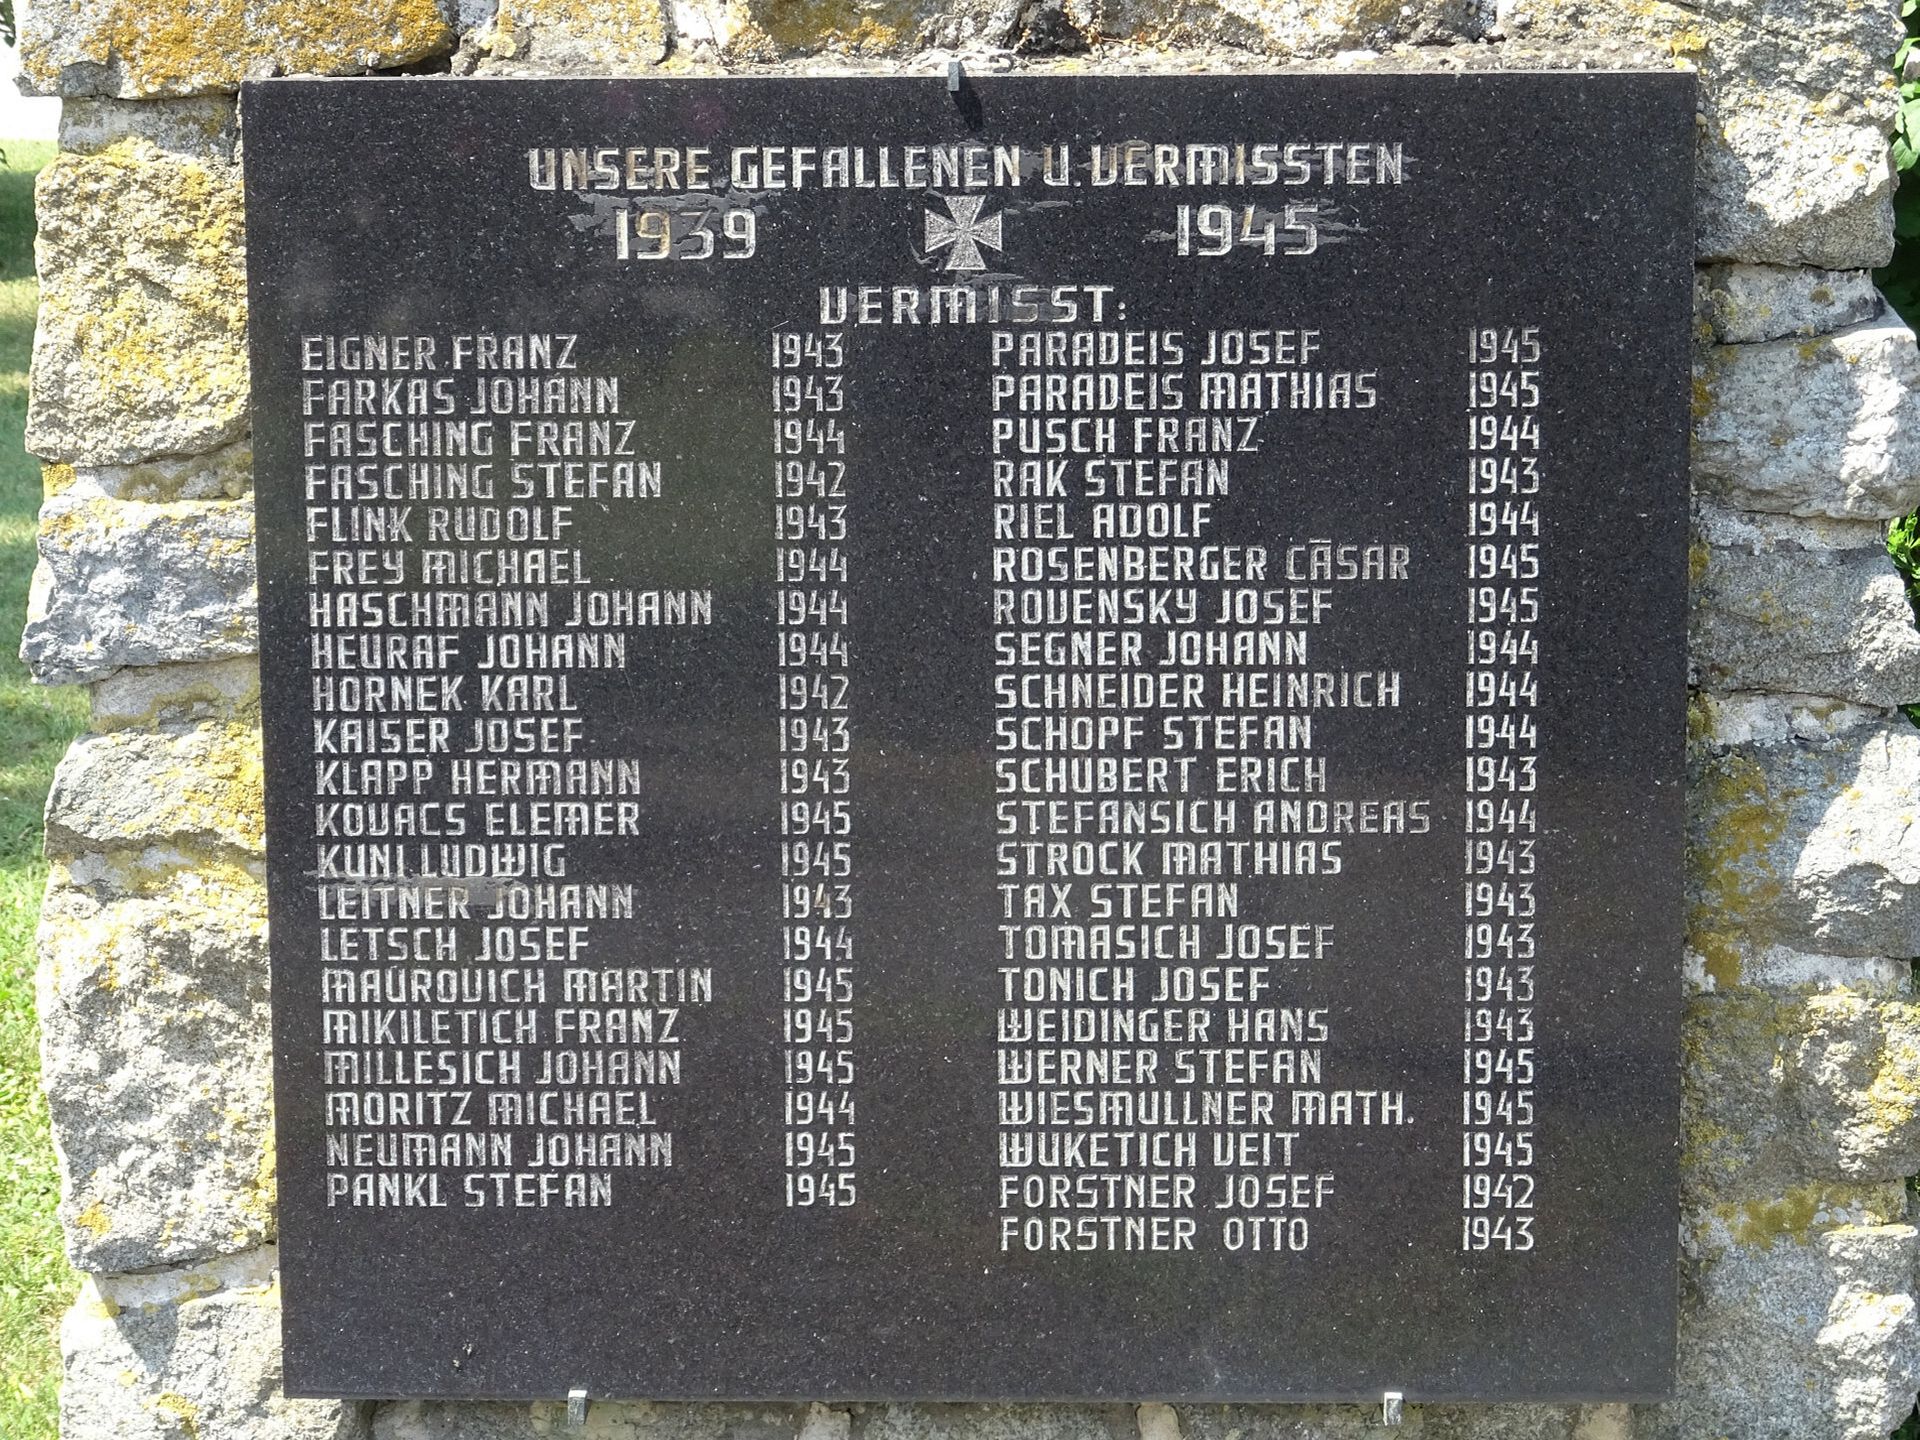 UNSERE GEFALLENEN U. VERMISSTEN
1939 1945
VERMISST:
EIGNER FRANZ 1943
FARKAS JOHANN 1943
FASCHING FRANZ 1944
FASCHING STEFAN 1942
FLINK RUDOLF 1943
FREY MICHAEL 1944
HASCHMANN JOHANN 1944
HEURAF JOHANN 1944
HORNEK KARL 1942
KAISER JOSEF 1943
KLAPP HERMANN 1943
KOVACS ELEMER 1945
KUNI LUDWIG 1945
LEITNER JOHANN 1943
LETSCH JOSEF 1944
MAUROVICH MARTIN 1945
MIKILETICH FRANZ 1945
MILLESICH JOHANN 1945
MORITZ MICHAEL 1944
NEUMANN JOHANN 1945
PANKL STEFAN 1945
PARADEIS JOSEF 1945
PARADEIS MATHIAS 1945
PUSCH FRANZ 1944
RAK STEFAN 1943
RIEL ADOLF 1944
ROSENBERGER CÄSAR 1945
ROVENSKY JOSEF 1945
SEGNER JOHANN 1944
SCHNEIDER HEINRICH 1944
SCHOPF STEFAN 1944
SCHUBERT ERICH 1943
STEFANSICH ANDREAS 1944
STROCK MATHIAS 1943
TAX STEFAN 1943
TOMASICH JOSEF 1943
TONICH JOSEF 1943
WEIDINGER HANS 1943
WERNER STEFAN 1945
WIESMULLNER MATH. 1945
WUKETICH VEIT 1945
FORSTNER JOSEF 1942
FORSTNER OTTO 1943